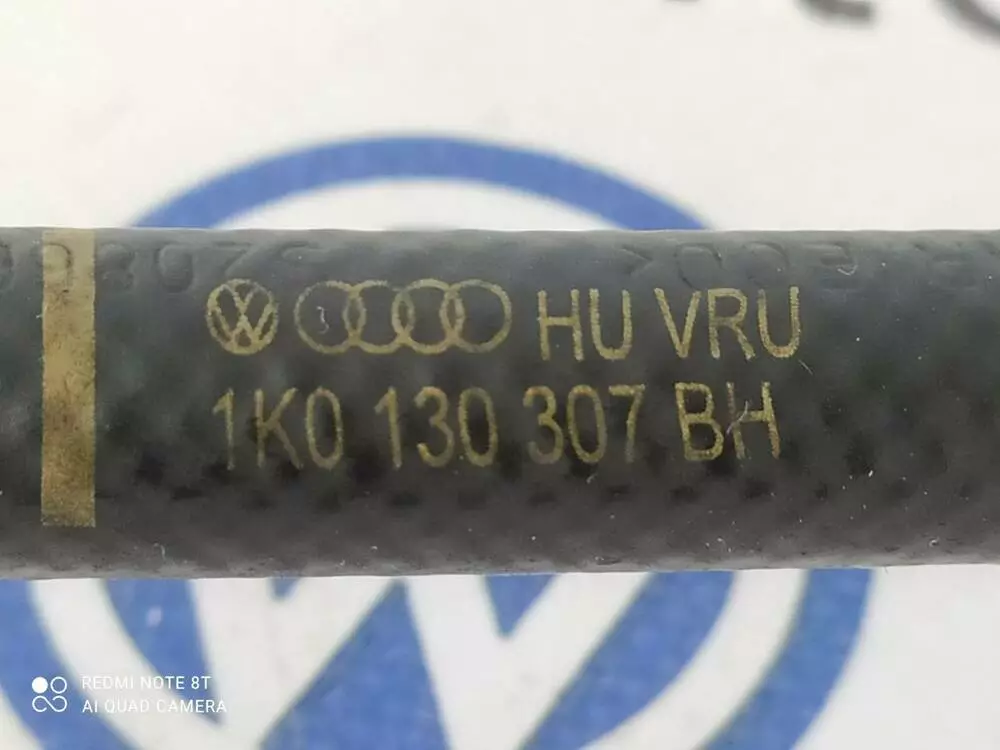 HU VRU
1K0 130 307 BH
REDMI NOTE 8T
AI QUAD CAMERA